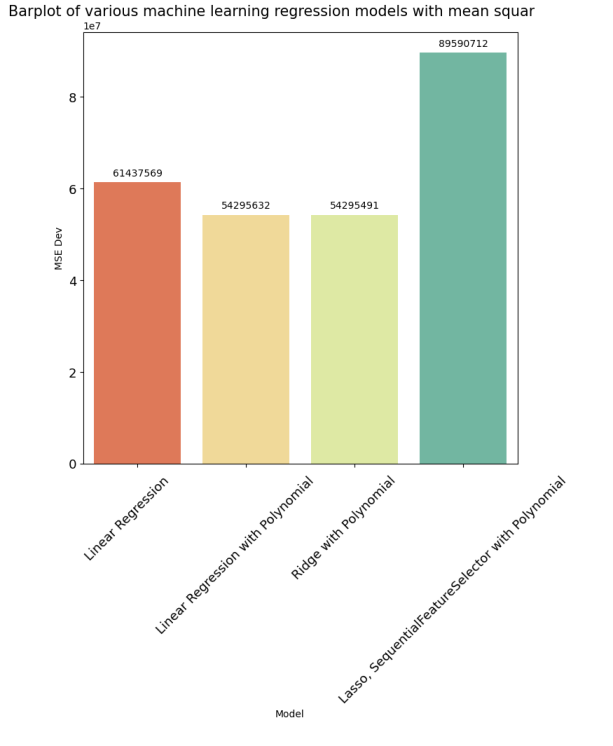 Barplot of various machine learning regression models with mean squar
1e7
89590712
8
61437569
6
54295632
54295491
MSE Dev
4
2
0
Linear Regression
Linear Regression with Polynomial
Ridge with Polynomial
Lasso, SequentialFeatureSelector with Polynomial
Model